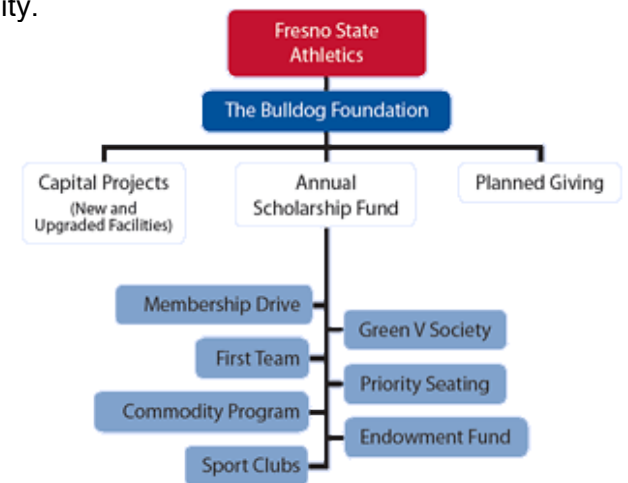 ity.
Fresno State
Athletics
The Bulldog Foundation
Capital Projects
(New and
Upgraded Facilities)
Annual
Scholarship Fund
Planned Giving
Membership Drive
Green V Society
First Team
Priority Seating
Commodity Program
Endowment Fund
Sport Clubs